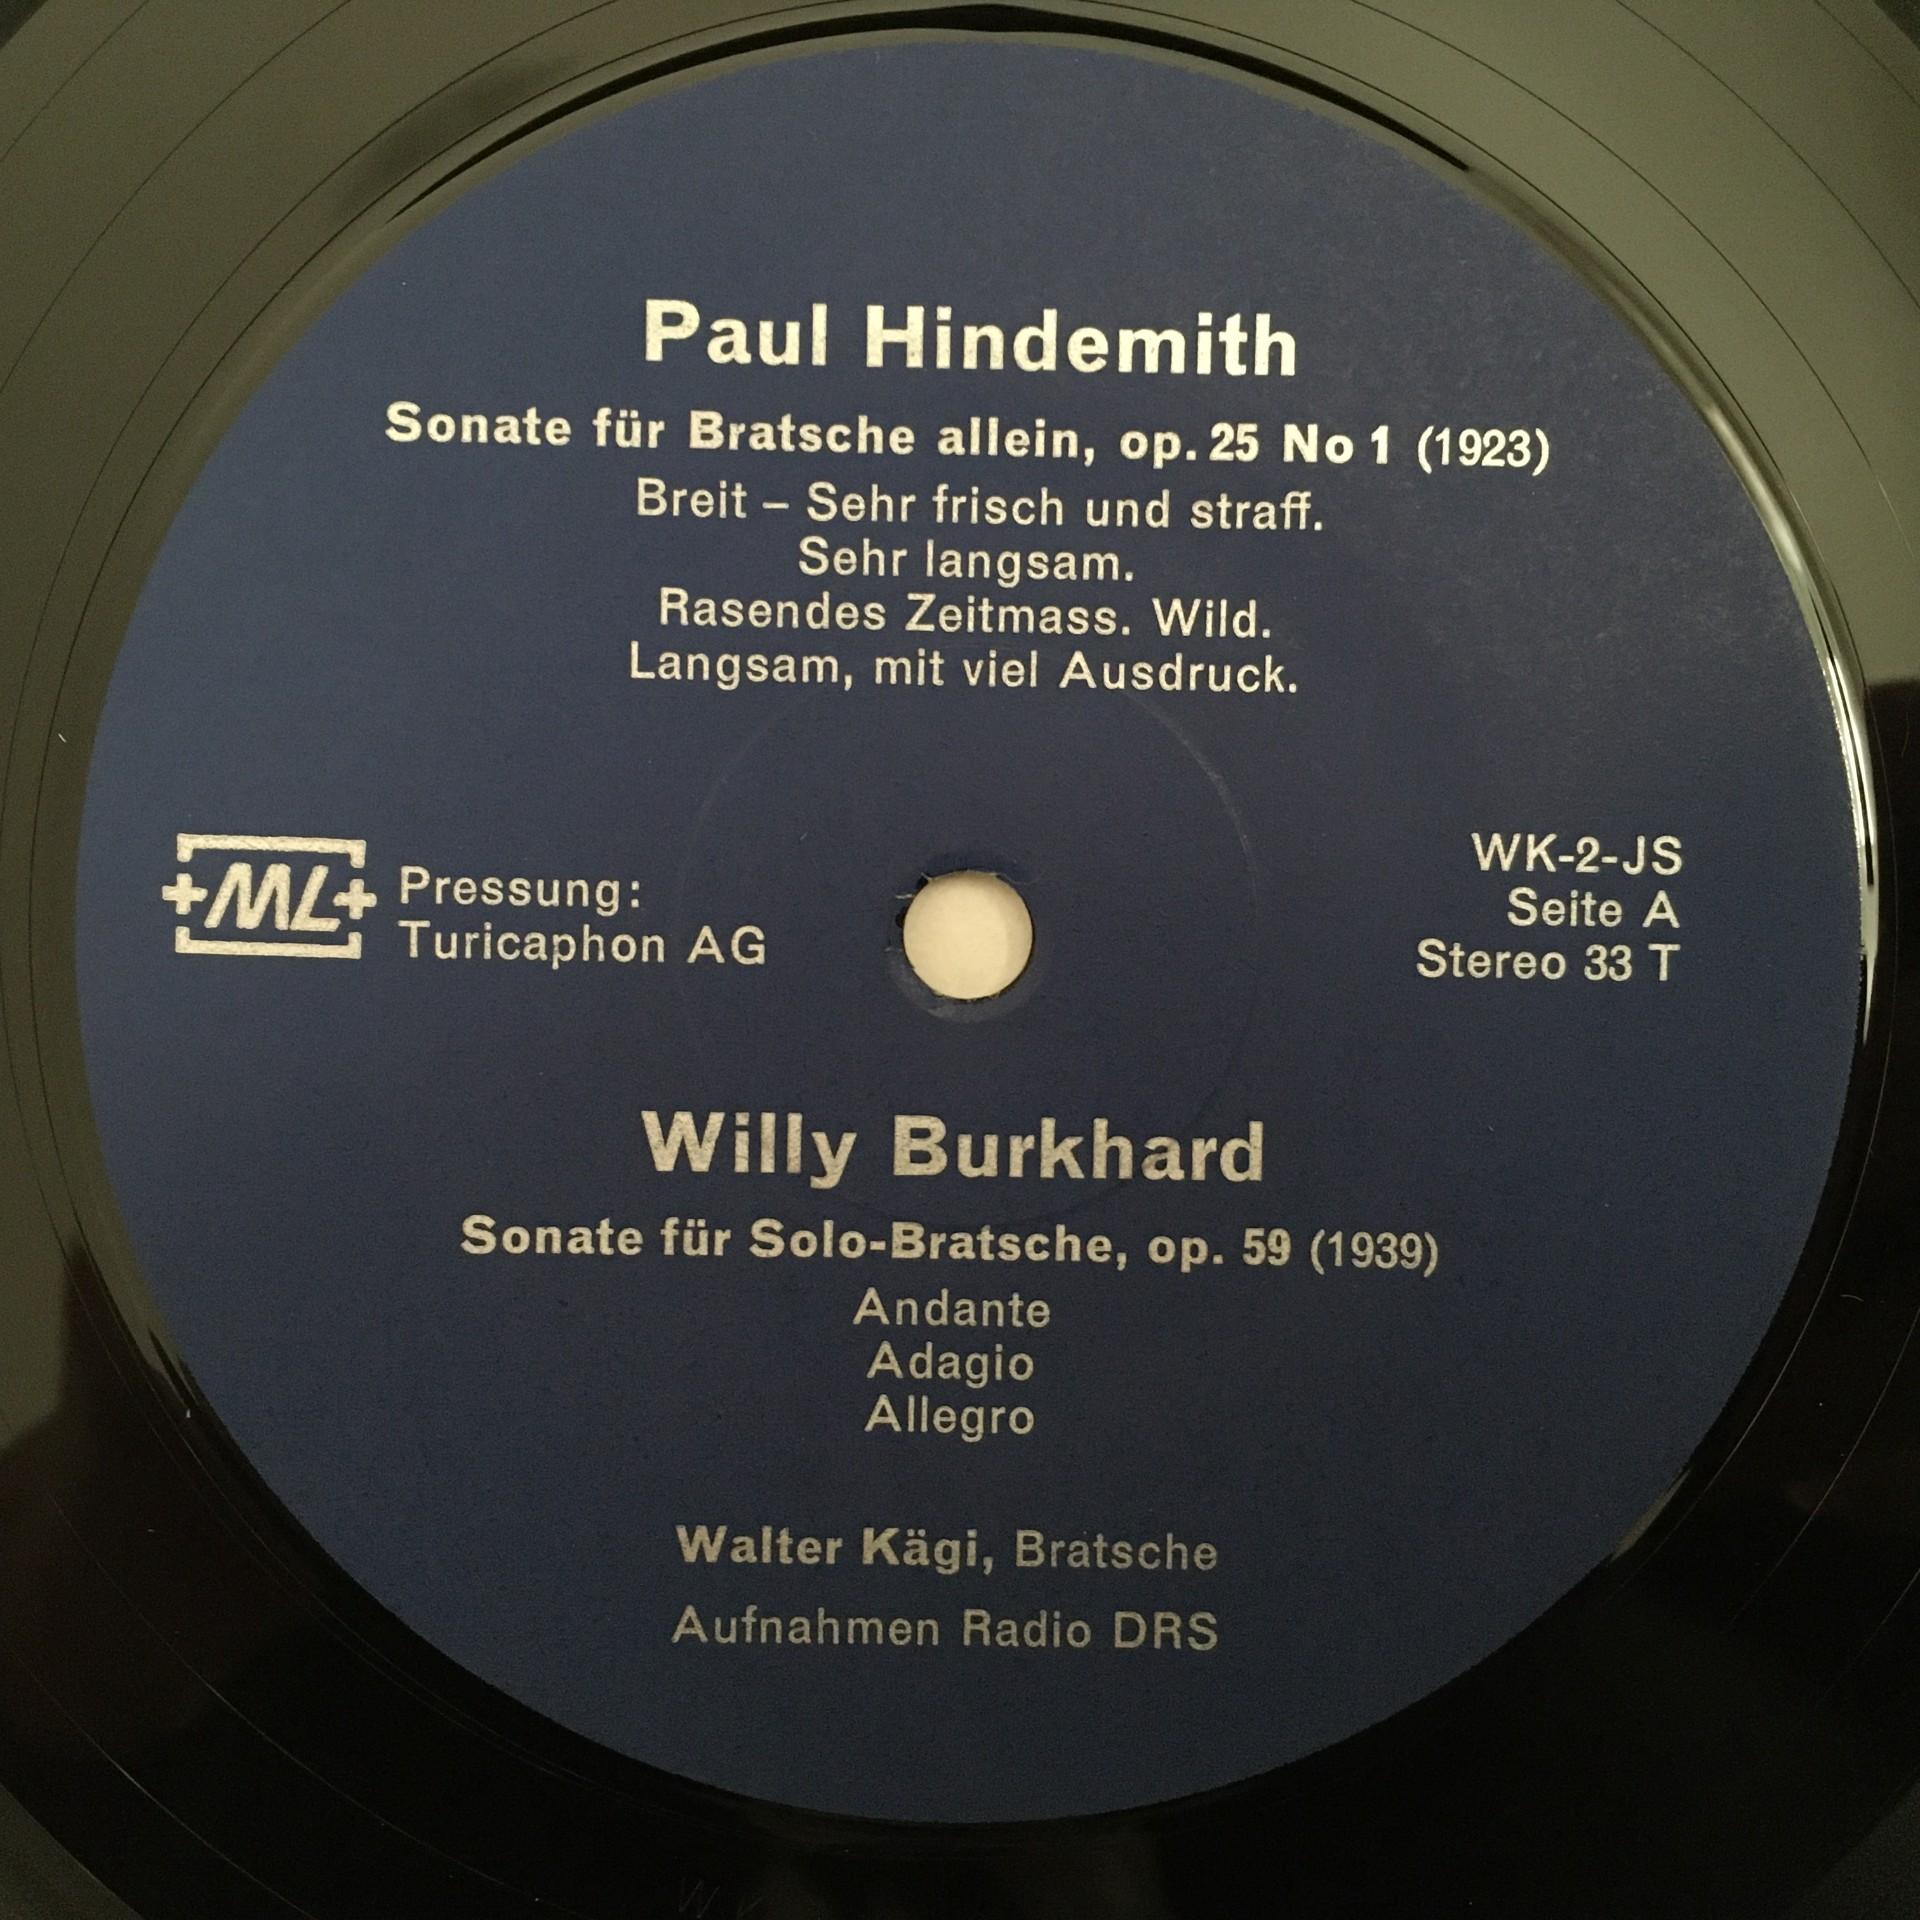 Paul Hindemith
Sonate für Bratsche allein, op. 25 No 1 (1923)
Breit – Sehr frisch und straff.
Sehr langsam.
Rasendes Zeitmass. Wild.
Langsam, mit viel Ausdruck.
+ML+
Pressung:
Turicaphon AG
WK-2-JS
Seite A
Stereo 33 T
Willy Burkhard
Sonate für Solo-Bratsche, op. 59 (1939)
Andante
Adagio
Allegro
Walter Kägi, Bratsche
Aufnahmen Radio DRS